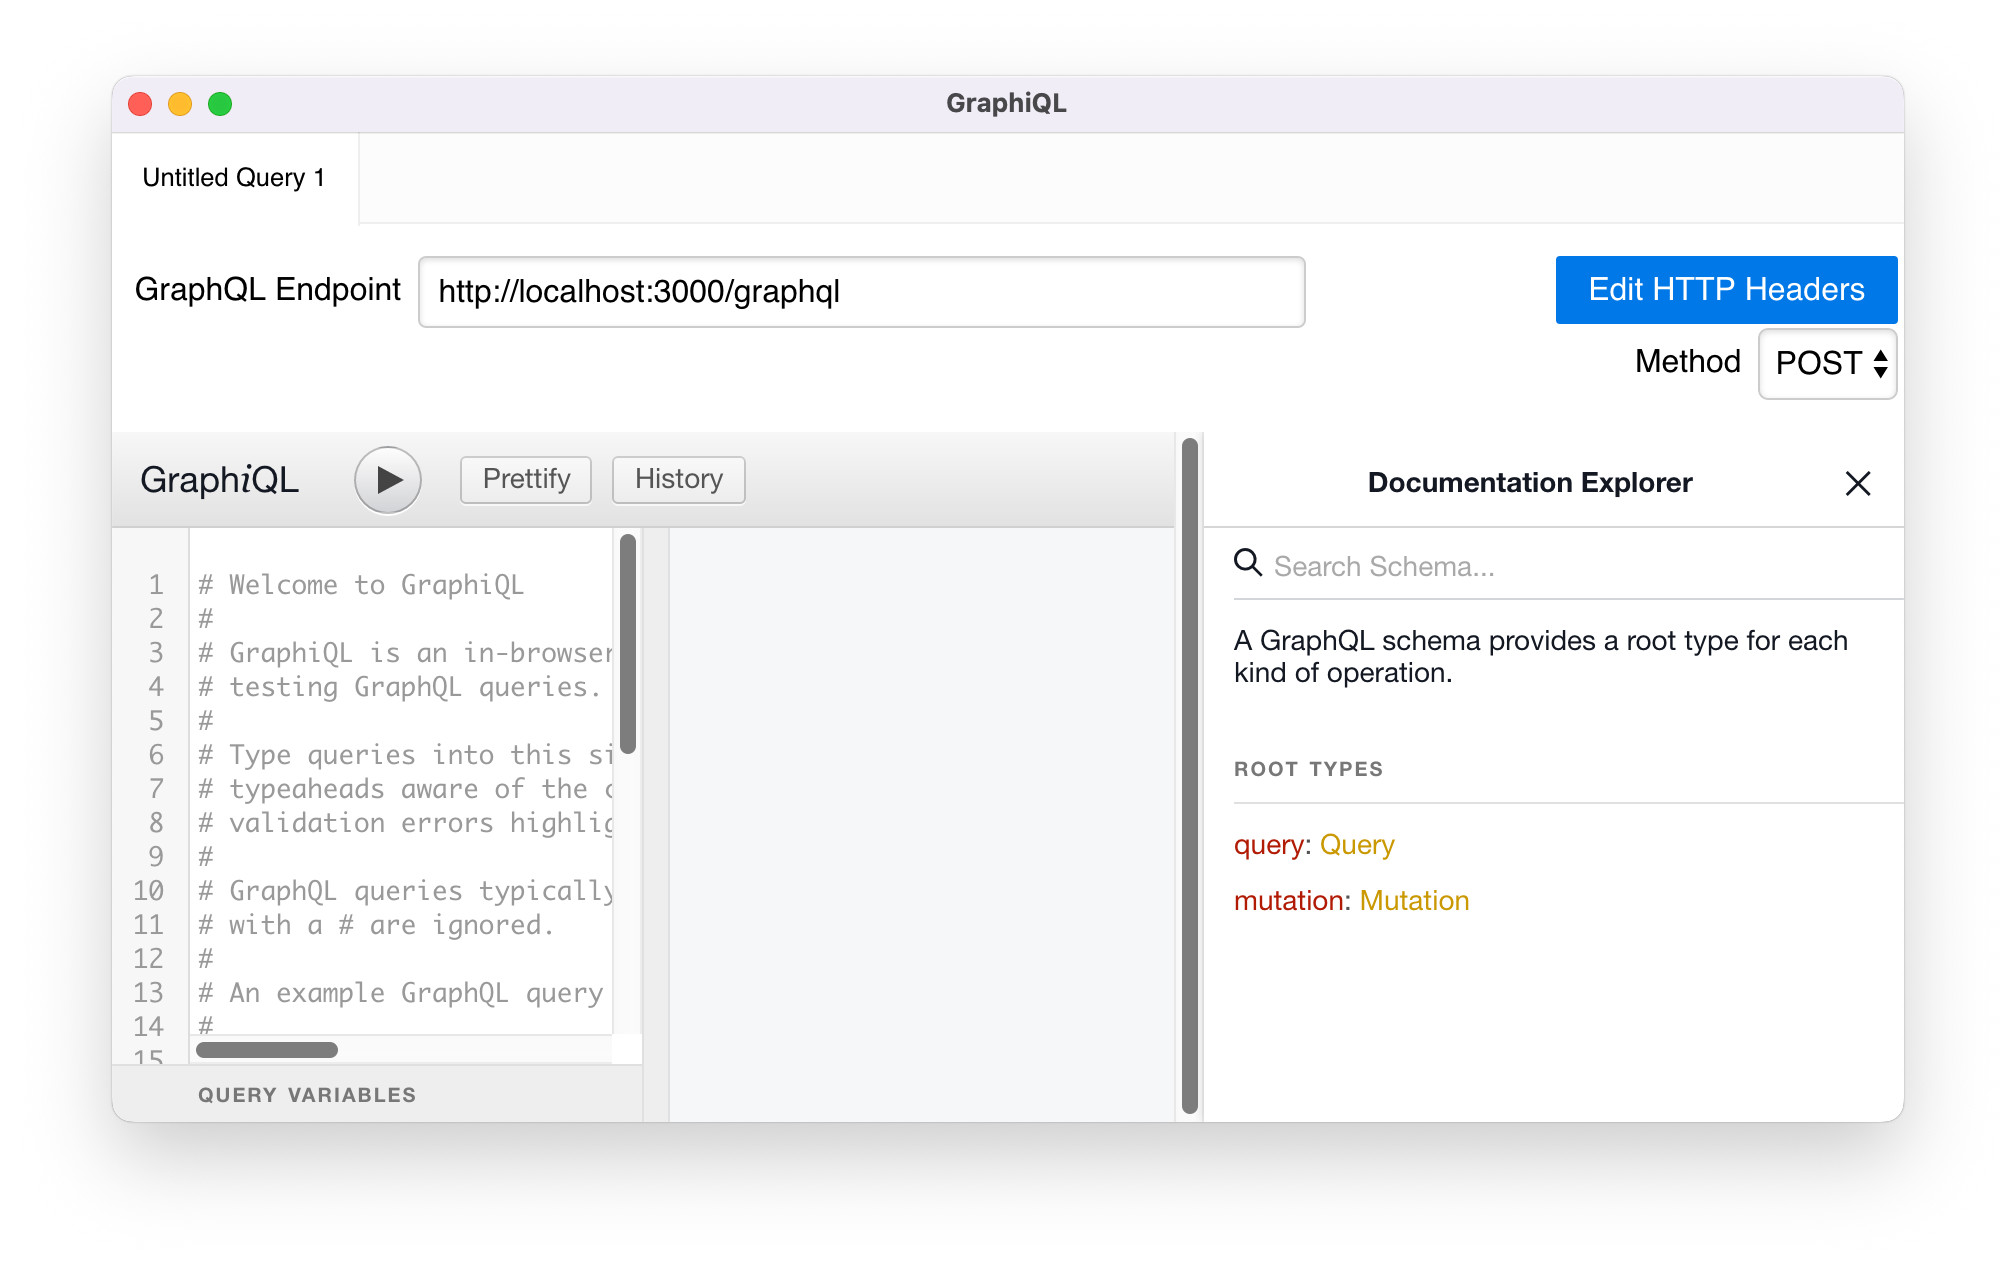 GraphiQL
Untitled Query 1
GraphQL Endpoint http://localhost:3000/graphql Edit HTTP Headers
Method POST
GraphiQL Prettify History
1 # Welcome to GraphiQL
2 #
3 # GraphiQL is an in-browser
4 # testing GraphQL queries.
5 #
6 # Type queries into this si
7 # typeaheads aware of the c
8 # validation errors highlig
9 #
10 # GraphQL queries typically
11 # with a # are ignored.
12 #
13 # An example GraphQL query
14 #
15
QUERY VARIABLES
Documentation Explorer
Search Schema...
A GraphQL schema provides a root type for each
kind of operation.
ROOT TYPES
query: Query
mutation: Mutation